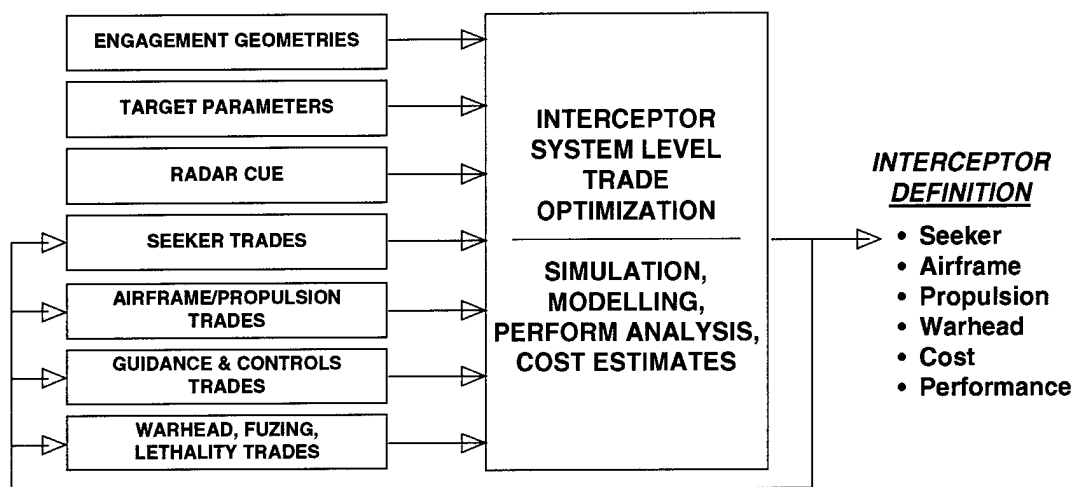 ENGAGEMENT GEOMETRIES
TARGET PARAMETERS
RADAR CUE
SEEKER TRADES
AIRFRAME/PROPULSION
TRADES
GUIDANCE & CONTROLS
TRADES
WARHEAD, FUZING,
LETHALITY TRADES
INTERCEPTOR
SYSTEM LEVEL
TRADE
OPTIMIZATION
SIMULATION,
MODELLING,
PERFORM ANALYSIS,
COST ESTIMATES
INTERCEPTOR
DEFINITION
• Seeker
• Airframe
• Propulsion
• Warhead
• Cost
• Performance